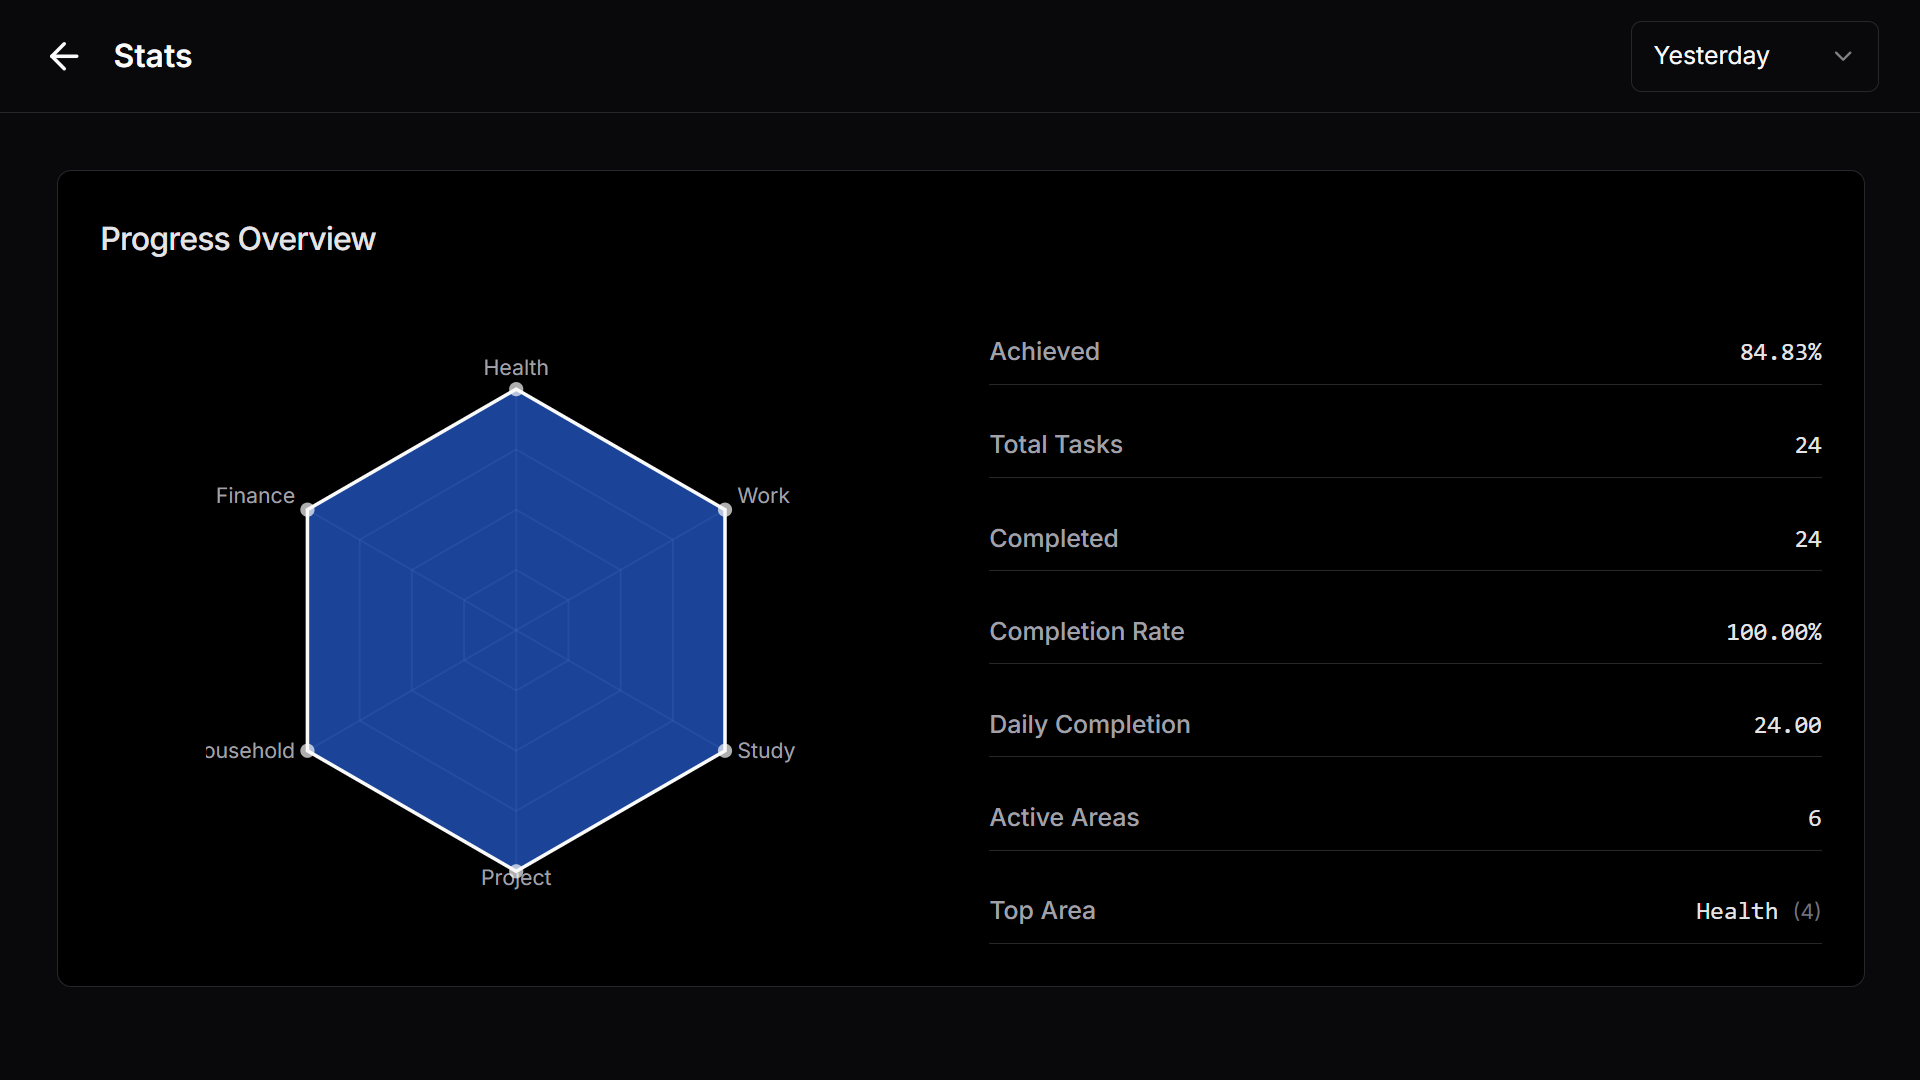 Stats
Yesterday
Progress Overview
Health
Finance
Work
ousehold
Study
Project
Achieved 84.83%
Total Tasks 24
Completed 24
Completion Rate 100.00%
Daily Completion 24.00
Active Areas 6
Top Area Health (4)